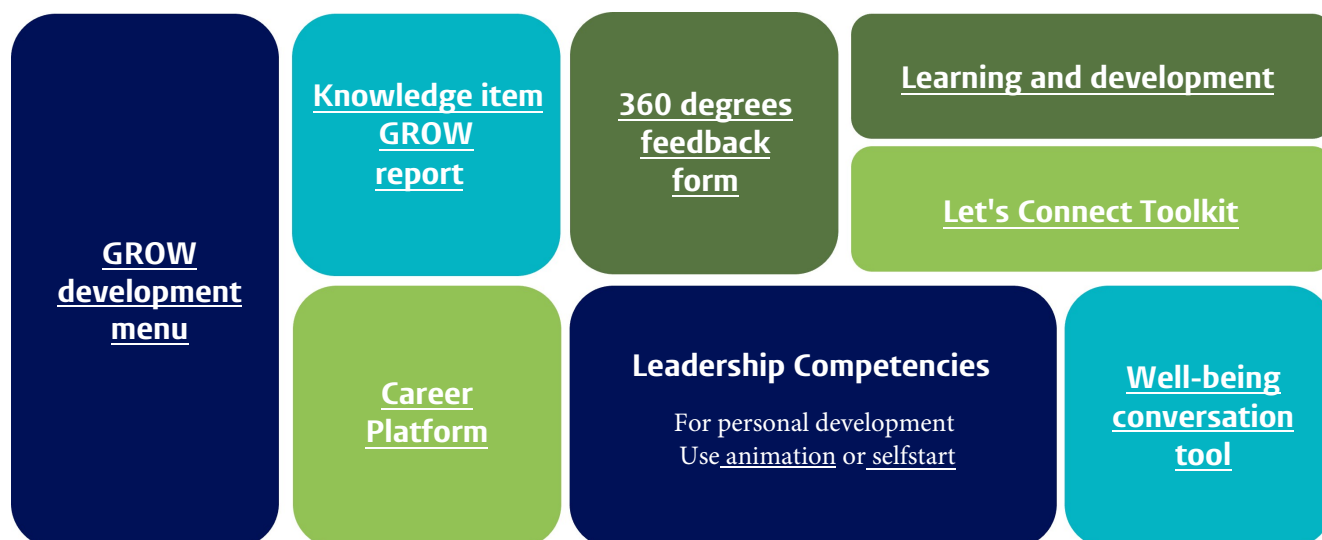 GROW
development
menu
Knowledge item
GROW
report
360 degrees
feedback
form
Learning and development
Let's Connect Toolkit
Career
Platform
Leadership Competencies
For personal development
Use animation or selfstart
Well-being
conversation
tool